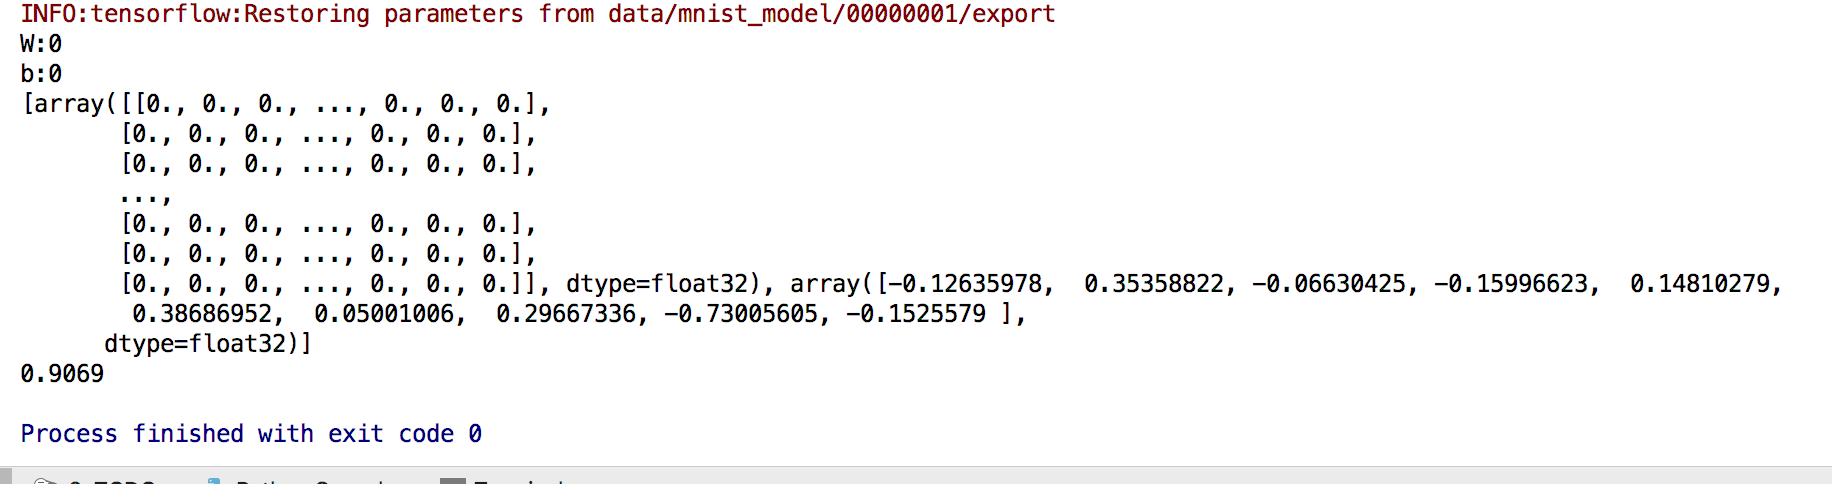 INFO:tensorflow:Restoring parameters from data/mnist_model/00000001/export
W:0
b:0
[array([[0., 0., 0., ..., 0., 0., 0.],
       [0., 0., 0., ..., 0., 0., 0.],
       [0., 0., 0., ..., 0., 0., 0.],
       ...,
       [0., 0., 0., ..., 0., 0., 0.],
       [0., 0., 0., ..., 0., 0., 0.],
       [0., 0., 0., ..., 0., 0., 0.]], dtype=float32), array([-0.12635978,  0.35358822, -0.06630425, -0.15996623,  0.14810279,
        0.38686952,  0.05001006,  0.29667336, -0.73005605, -0.1525579 ],
      dtype=float32)]
0.9069
Process finished with exit code 0